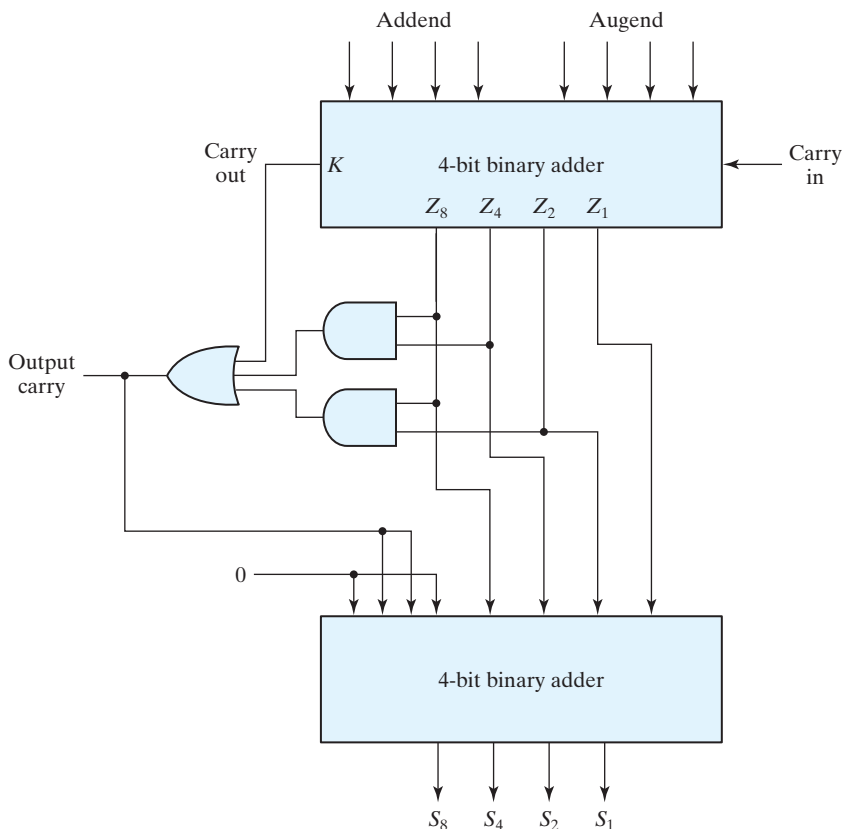 Addend Augend
Carry out
K
4-bit binary adder
Carry in
Z8 Z4 Z2 Z1
Output carry
0
4-bit binary adder
S8 S4 S2 S1